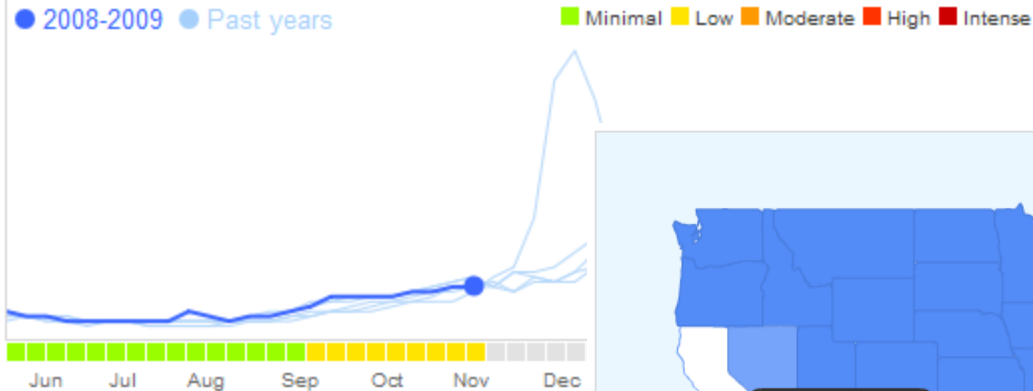 2008-2009 Past years Minimal Low Moderate High Intense
Jun Jul Aug Sep Oct Nov Dec